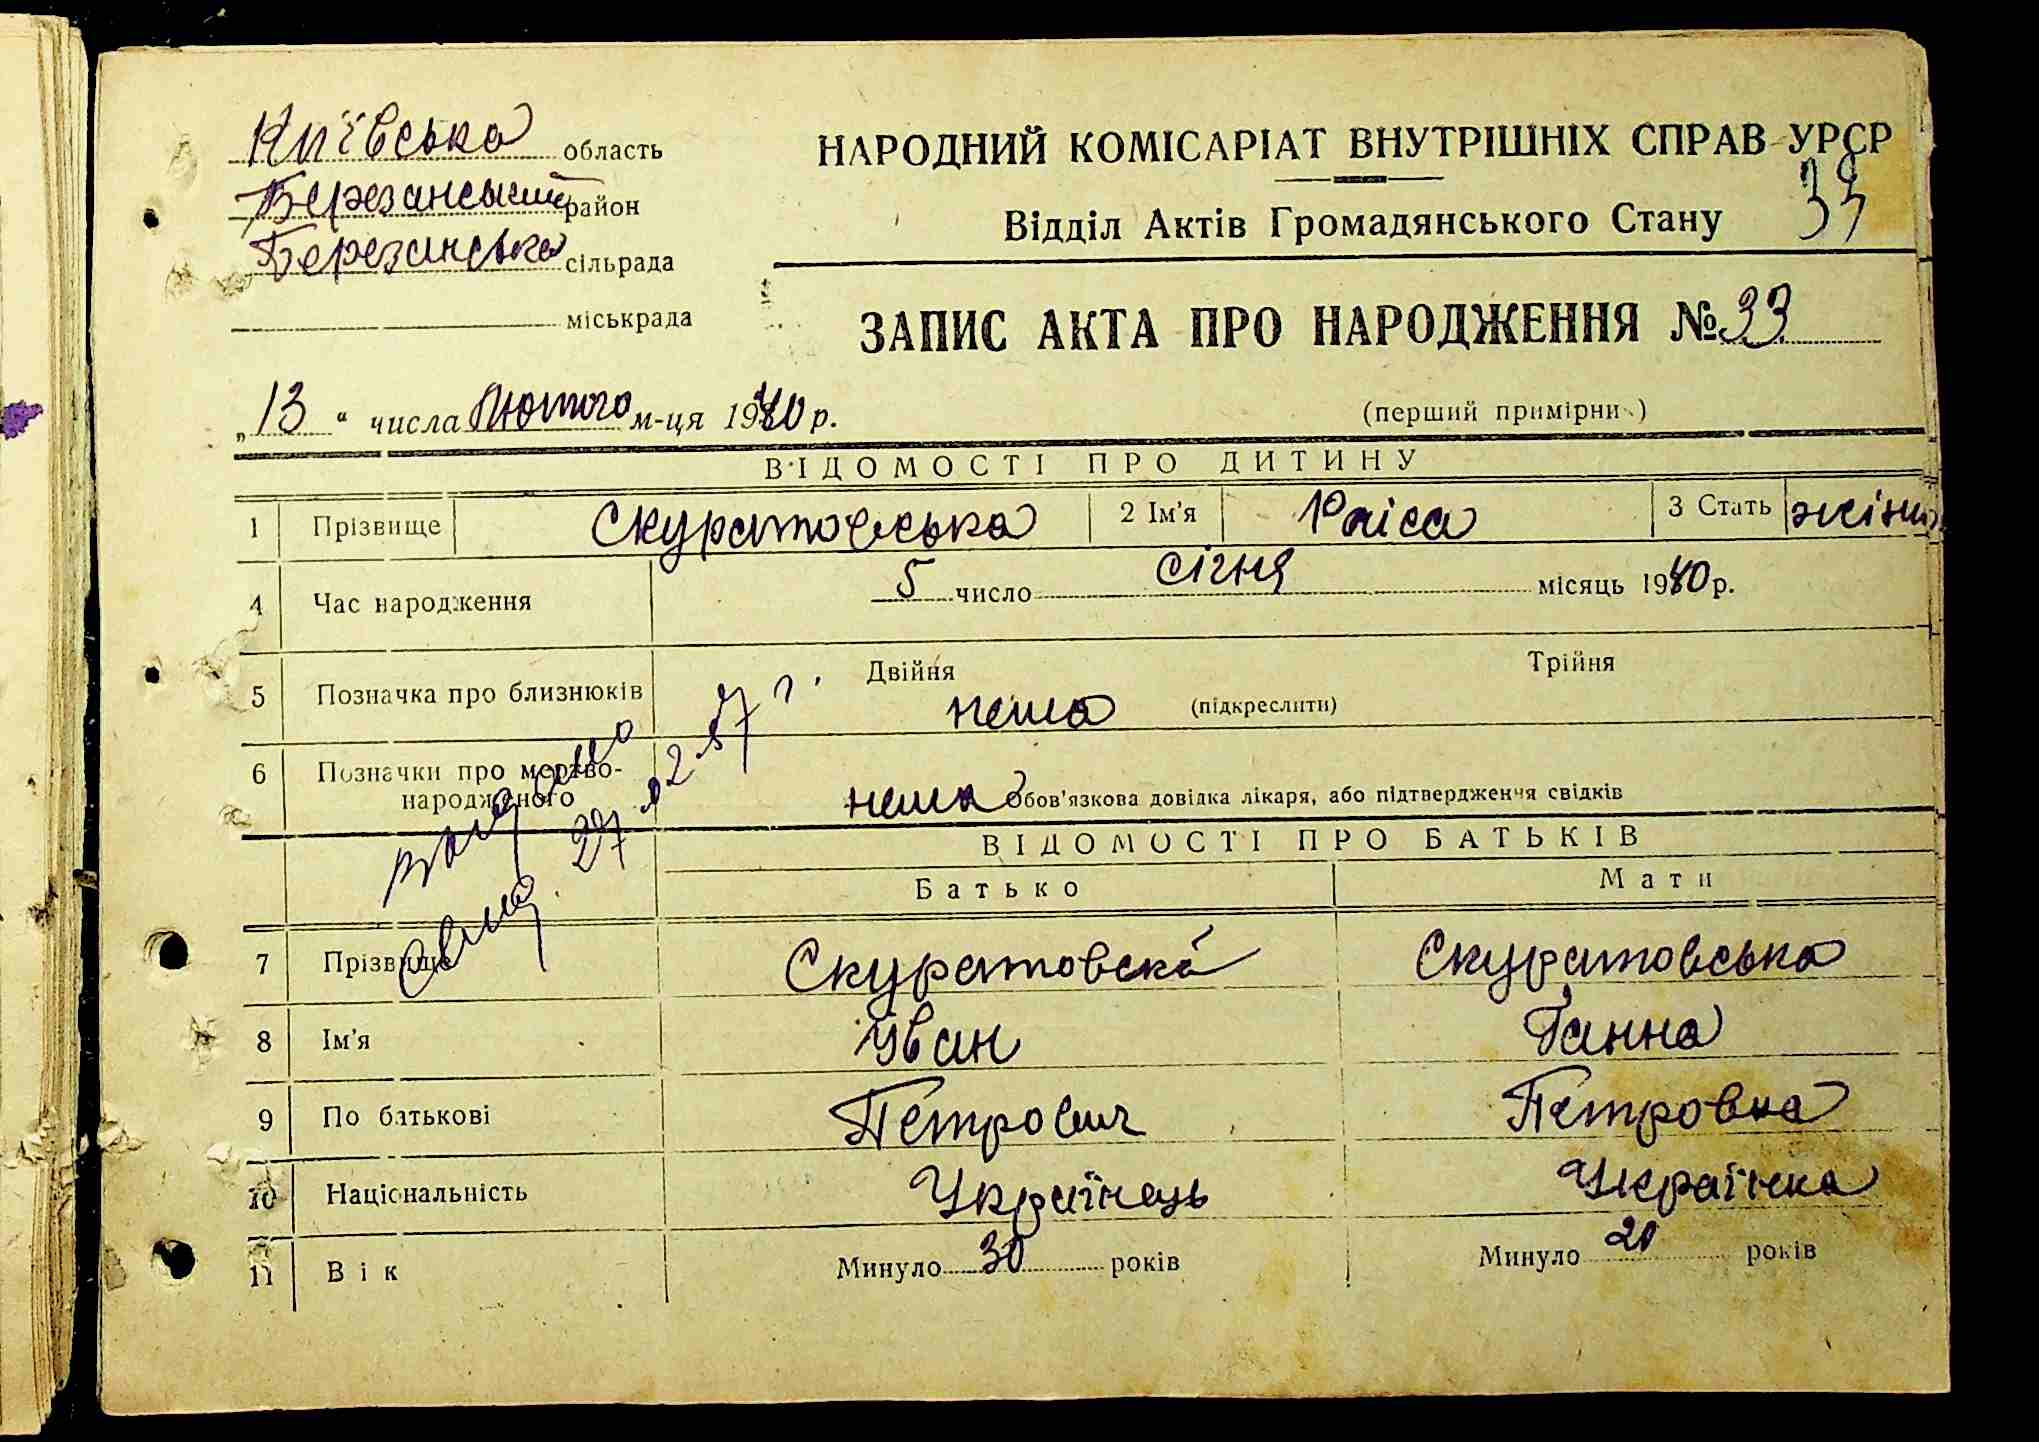 Київська область
НАРОДНИЙ КОМІСАРІАТ ВНУТРІШНІХ СПРАВ УРСР
Березанський район
Відділ Актів Громадянського Стану 33
Березанська сільрада
міськрада
ЗАПИС АКТА ПРО НАРОДЖЕННЯ № 33
„13“ числа Лютого м-ця 1940 р.
(перший примірник)
ВІДОМОСТІ ПРО ДИТИНУ
1 Прізвище Скуратовська 2 Ім'я Раіса 3 Стать жіноч
4 Час народження 5 число січня місяць 1940 р.
5 Позначка про близнюків Двійня Трійня
нема (підкреслити)
6 Позначки про мертво-
народженого нема Обов'язкова довідка лікаря, або підтвердження свідків
ВІДОМОСТІ ПРО БАТЬКІВ
Батько Мати
7 Прізвище Скуратовскй Скуратовська
8 Ім'я Іван Ганна
9 По батькові Петрович Петровна
10 Національність Українець Українка
11 Вік Минуло 30 років Минуло 20 років